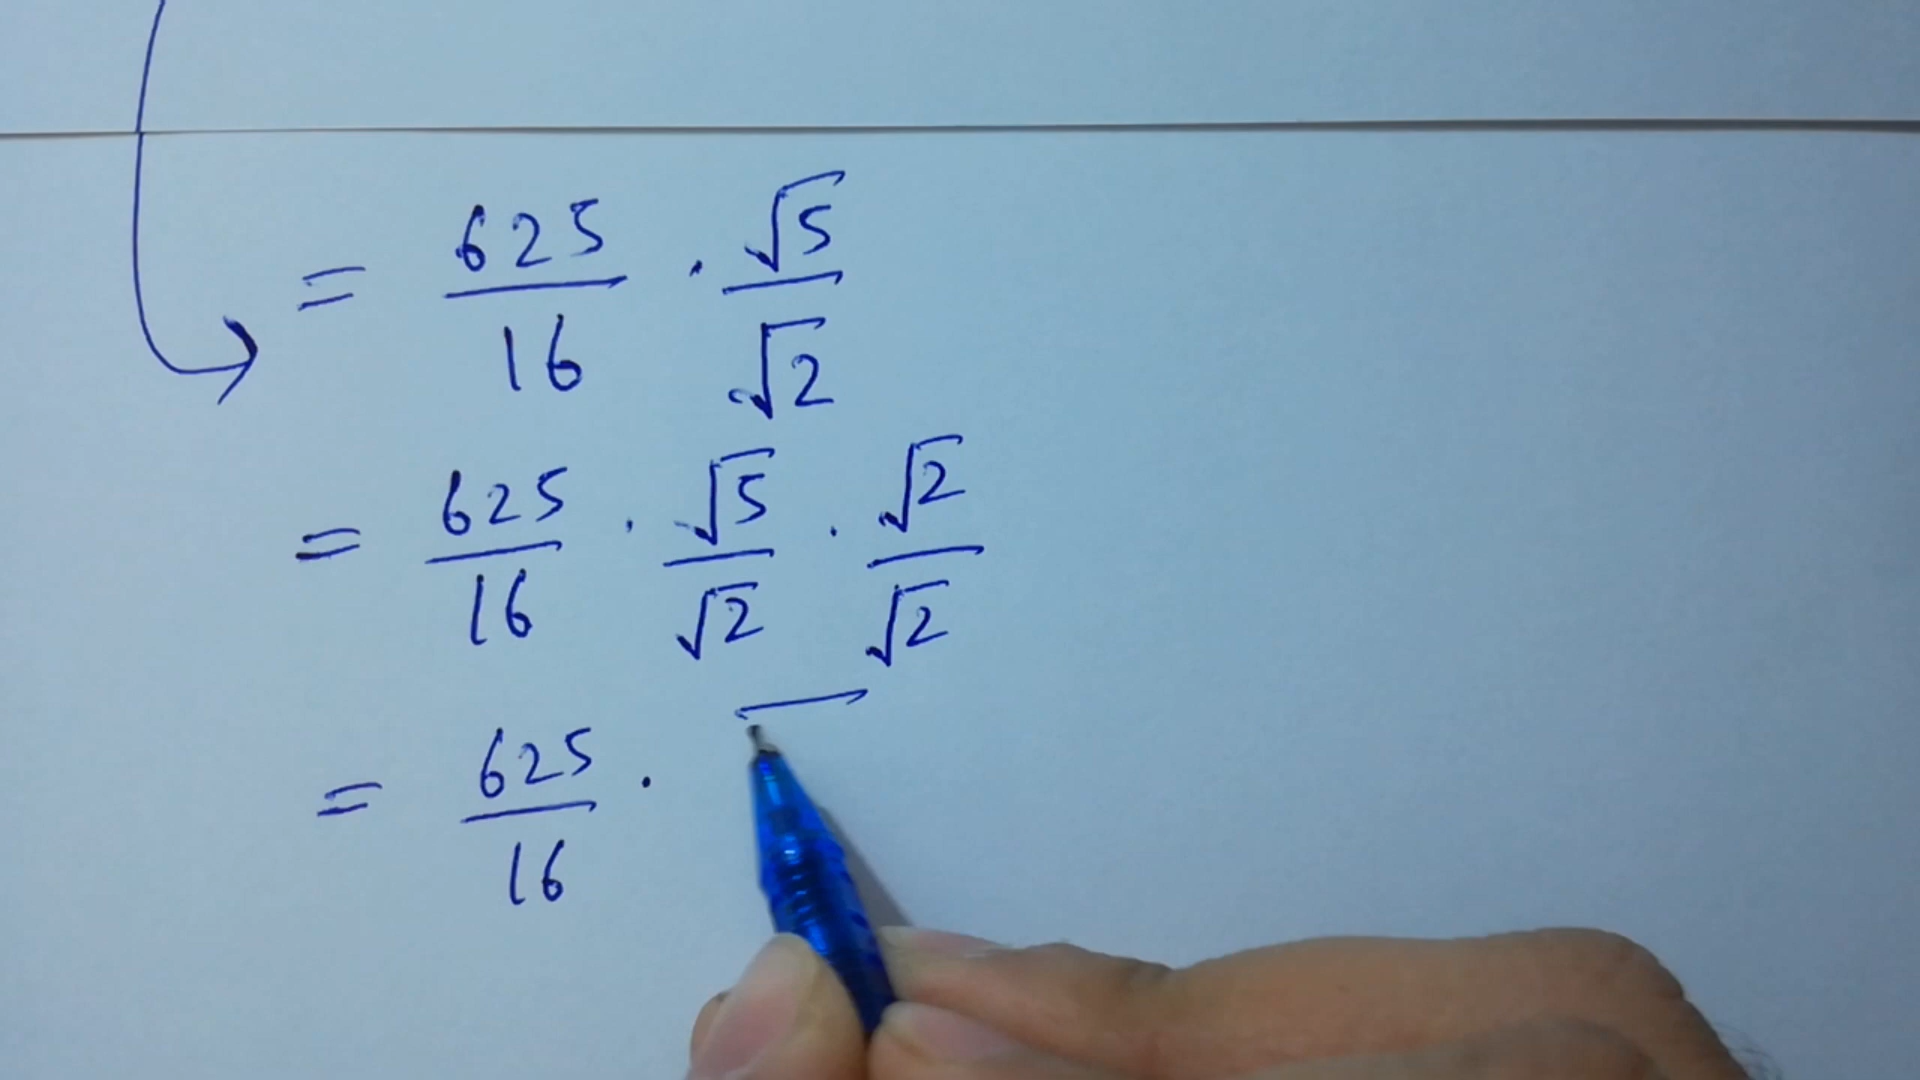 = 625/16 · √5/√2
= 625/16 · √5/√2 · √2/√2
= 625/16 ·